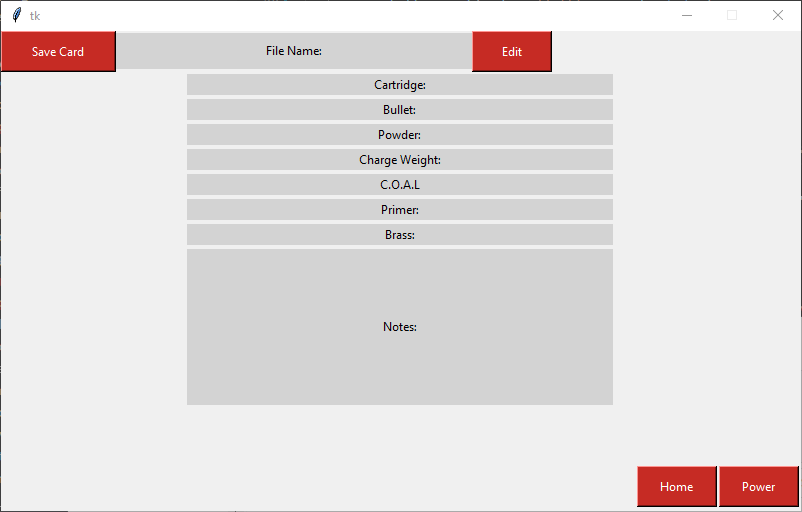 tk
Save Card
File Name:
Edit
Cartridge:
Bullet:
Powder:
Charge Weight:
C.O.A.L
Primer:
Brass:
Notes:
Home
Power